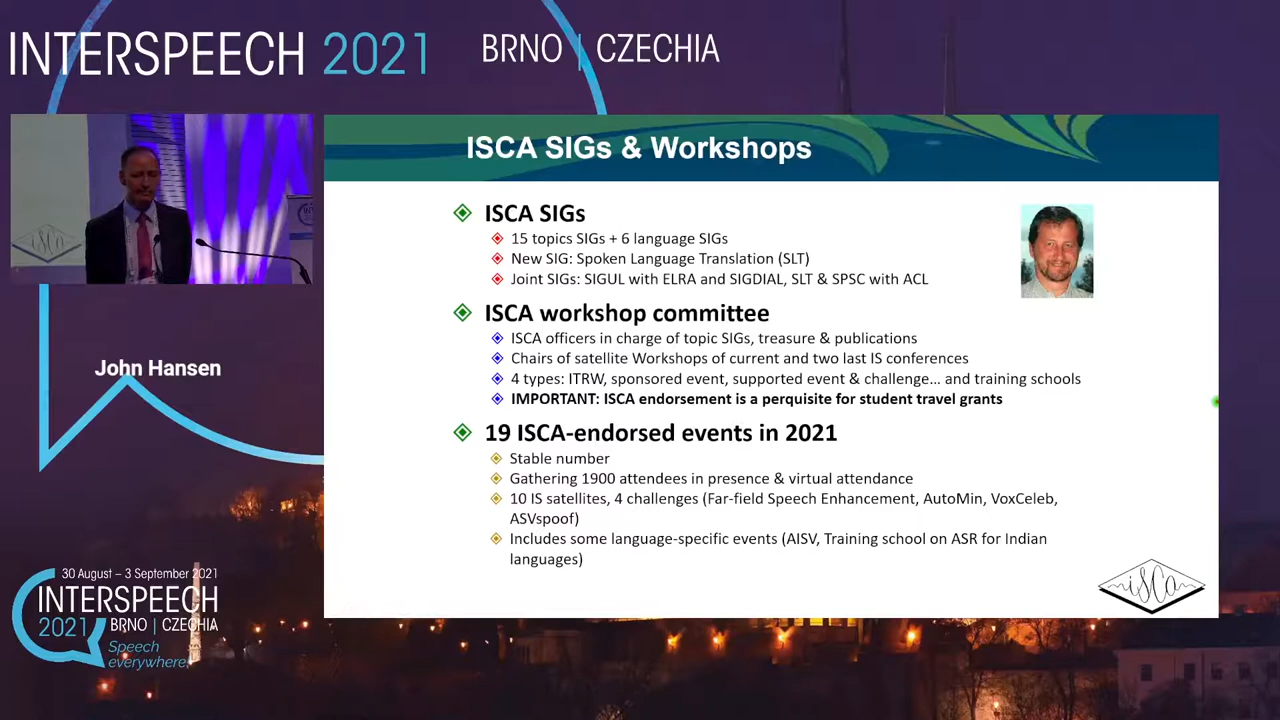 INTERSPEECH 2021
BRNO | CZECHIA
ISCA SIGs & Workshops
ISCA SIGs
15 topics SIGs + 6 language SIGs
New SIG: Spoken Language Translation (SLT)
Joint SIGs: SIGUL with ELRA and SIGDIAL, SLT & SPSC with ACL
ISCA workshop committee
ISCA officers in charge of topic SIGs, treasure & publications
Chairs of satellite Workshops of current and two last IS conferences
4 types: ITRW, sponsored event, supported event & challenge... and training schools
IMPORTANT: ISCA endorsement is a perquisite for student travel grants
19 ISCA-endorsed events in 2021
Stable number
Gathering 1900 attendees in presence & virtual attendance
10 IS satellites, 4 challenges (Far-field Speech Enhancement, AutoMin, VoxCeleb,
ASVspoof)
Includes some language-specific events (AISV, Training school on ASR for Indian
languages)
isca
isca
INTERSP
John Hansen
30 August – 3 September 2021
INTERSPEECH
2021 BRNO | CZECHIA
Speech
everywhere!